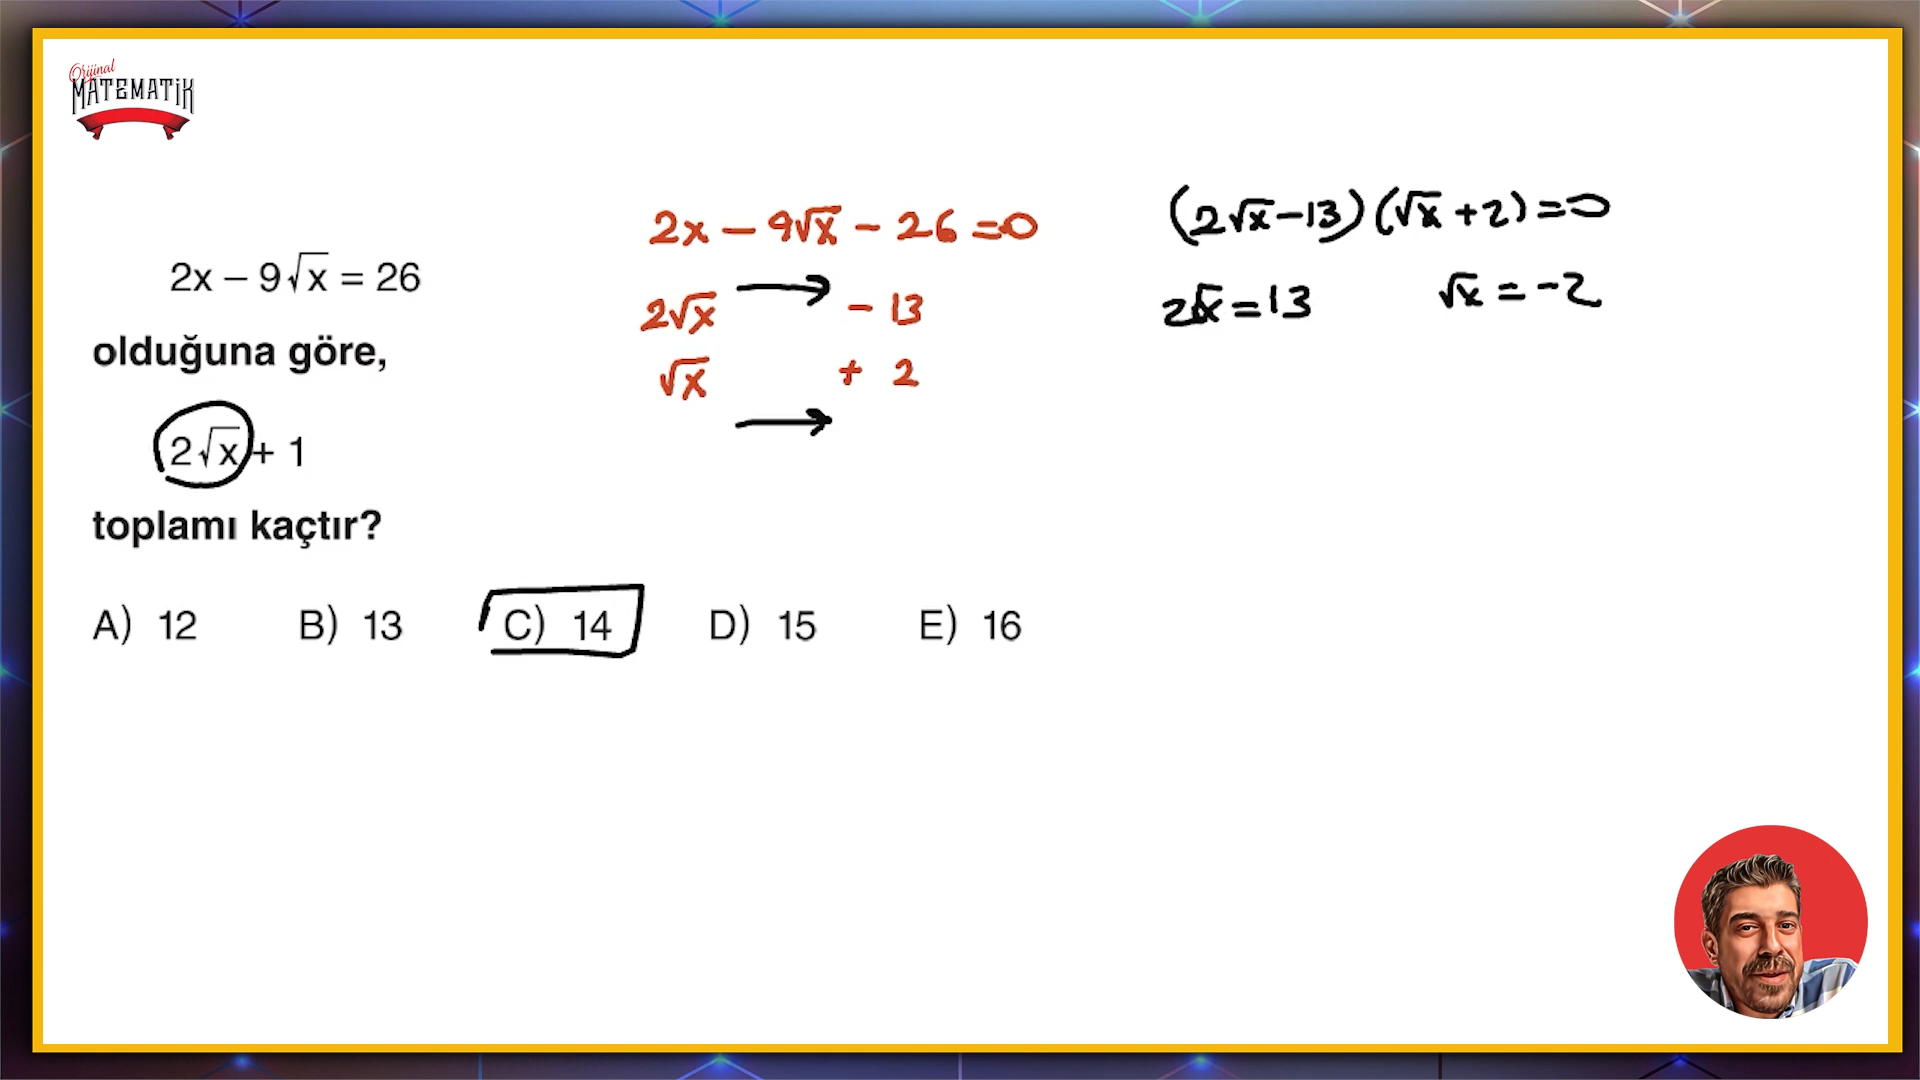 Orijinal
MATEMATİK
2x – 9√x = 26
olduğuna göre,
2√x + 1
toplamı kaçtır?
A) 12 B) 13 C) 14 D) 15 E) 16
2x – 9√x – 26 = 0
2√x → – 13
√x + 2
→
(2√x – 13) (√x + 2) = 0
2√x = 13 √x = –2